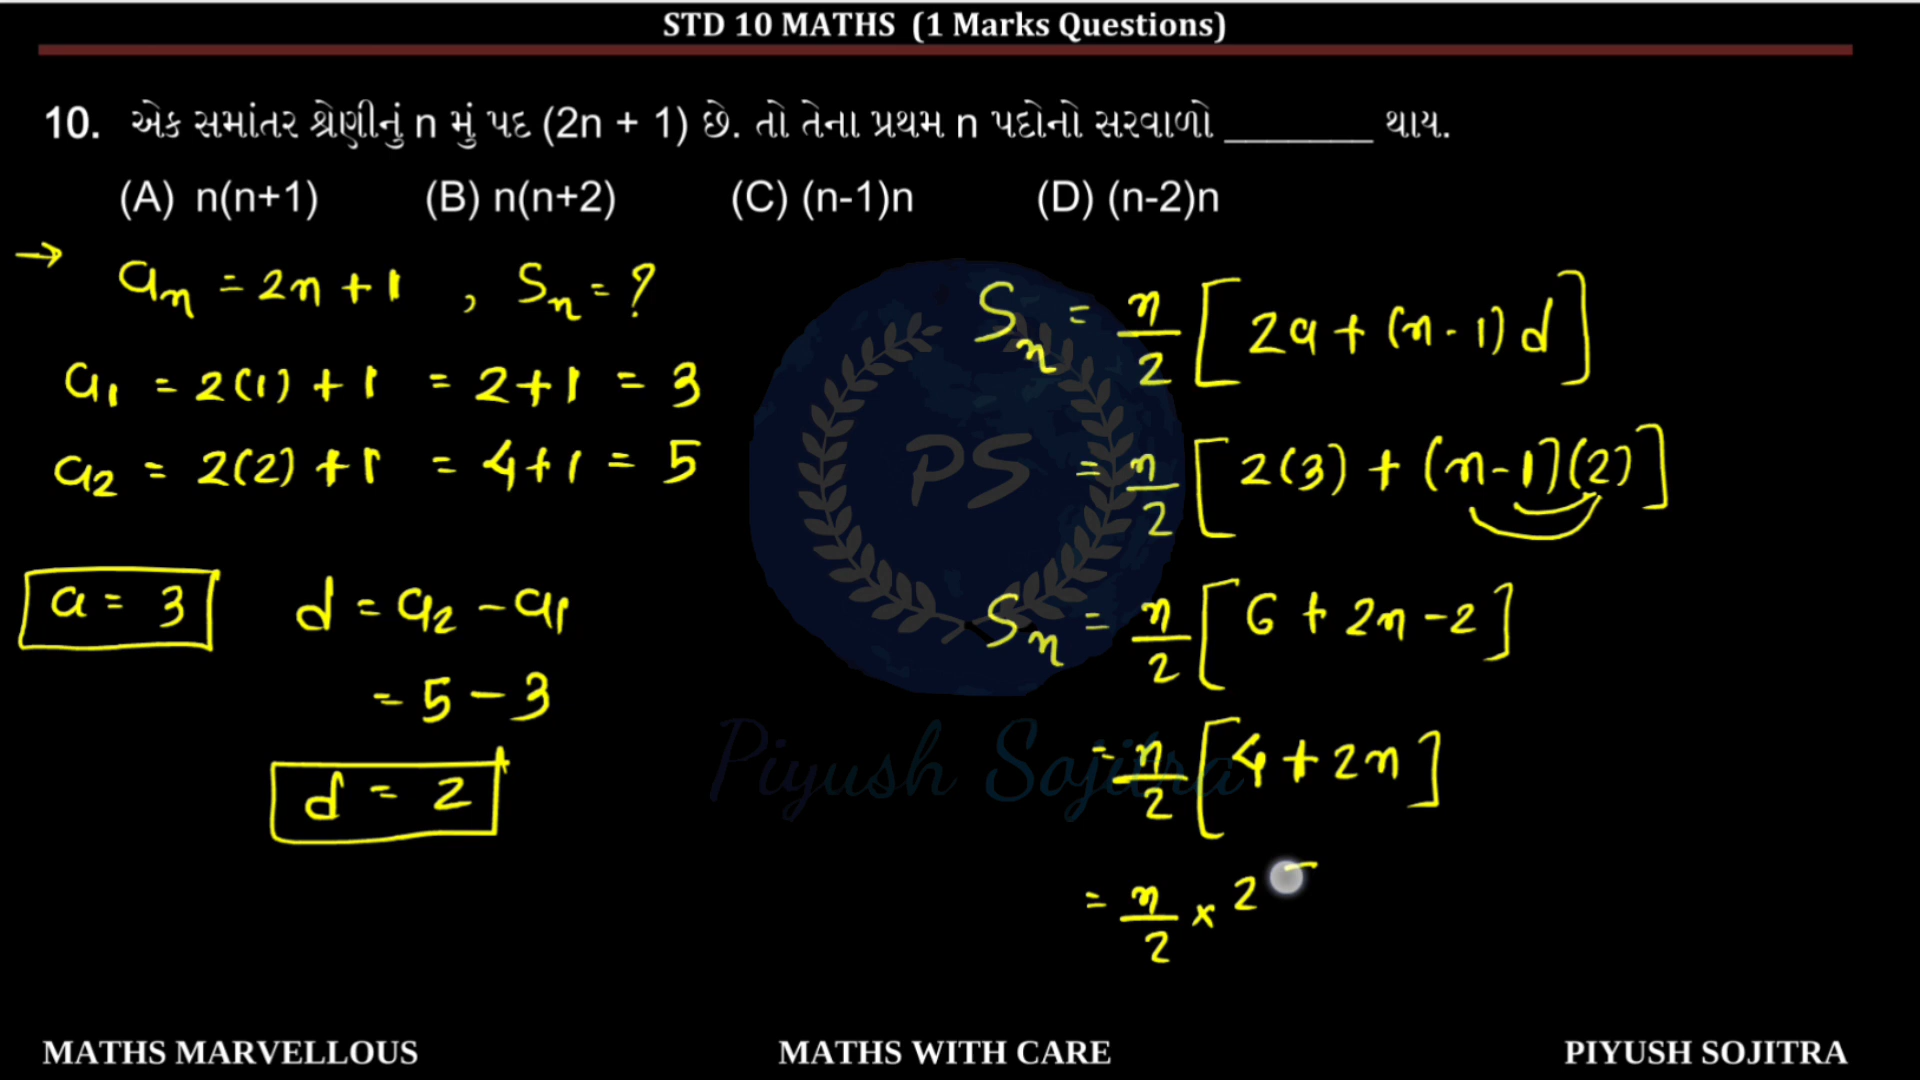 STD 10 MATHS (1 Marks Questions)
10. એક સમાંતર શ્રેણીનું n મું પદ (2n + 1) છે. તો તેના પ્રથમ n પદોનો સરવાળો _______ થાય.
(A) n(n+1) (B) n(n+2) (C) (n-1)n (D) (n-2)n
→ aₙ = 2n + 1 , Sₙ = ?
a₁ = 2(1) + 1 = 2 + 1 = 3
a₂ = 2(2) + 1 = 4 + 1 = 5
a = 3
d = a₂ - a₁
= 5 - 3
d = 2
Sₙ = n/2 [ 2a + (n - 1) d ]
= n/2 [ 2(3) + (n - 1)(2) ]
Sₙ = n/2 [ 6 + 2n - 2 ]
= n/2 [ 4 + 2n ]
= n/2 × 2
PS
Piyush Sojitra
MATHS MARVELLOUS MATHS WITH CARE PIYUSH SOJITRA